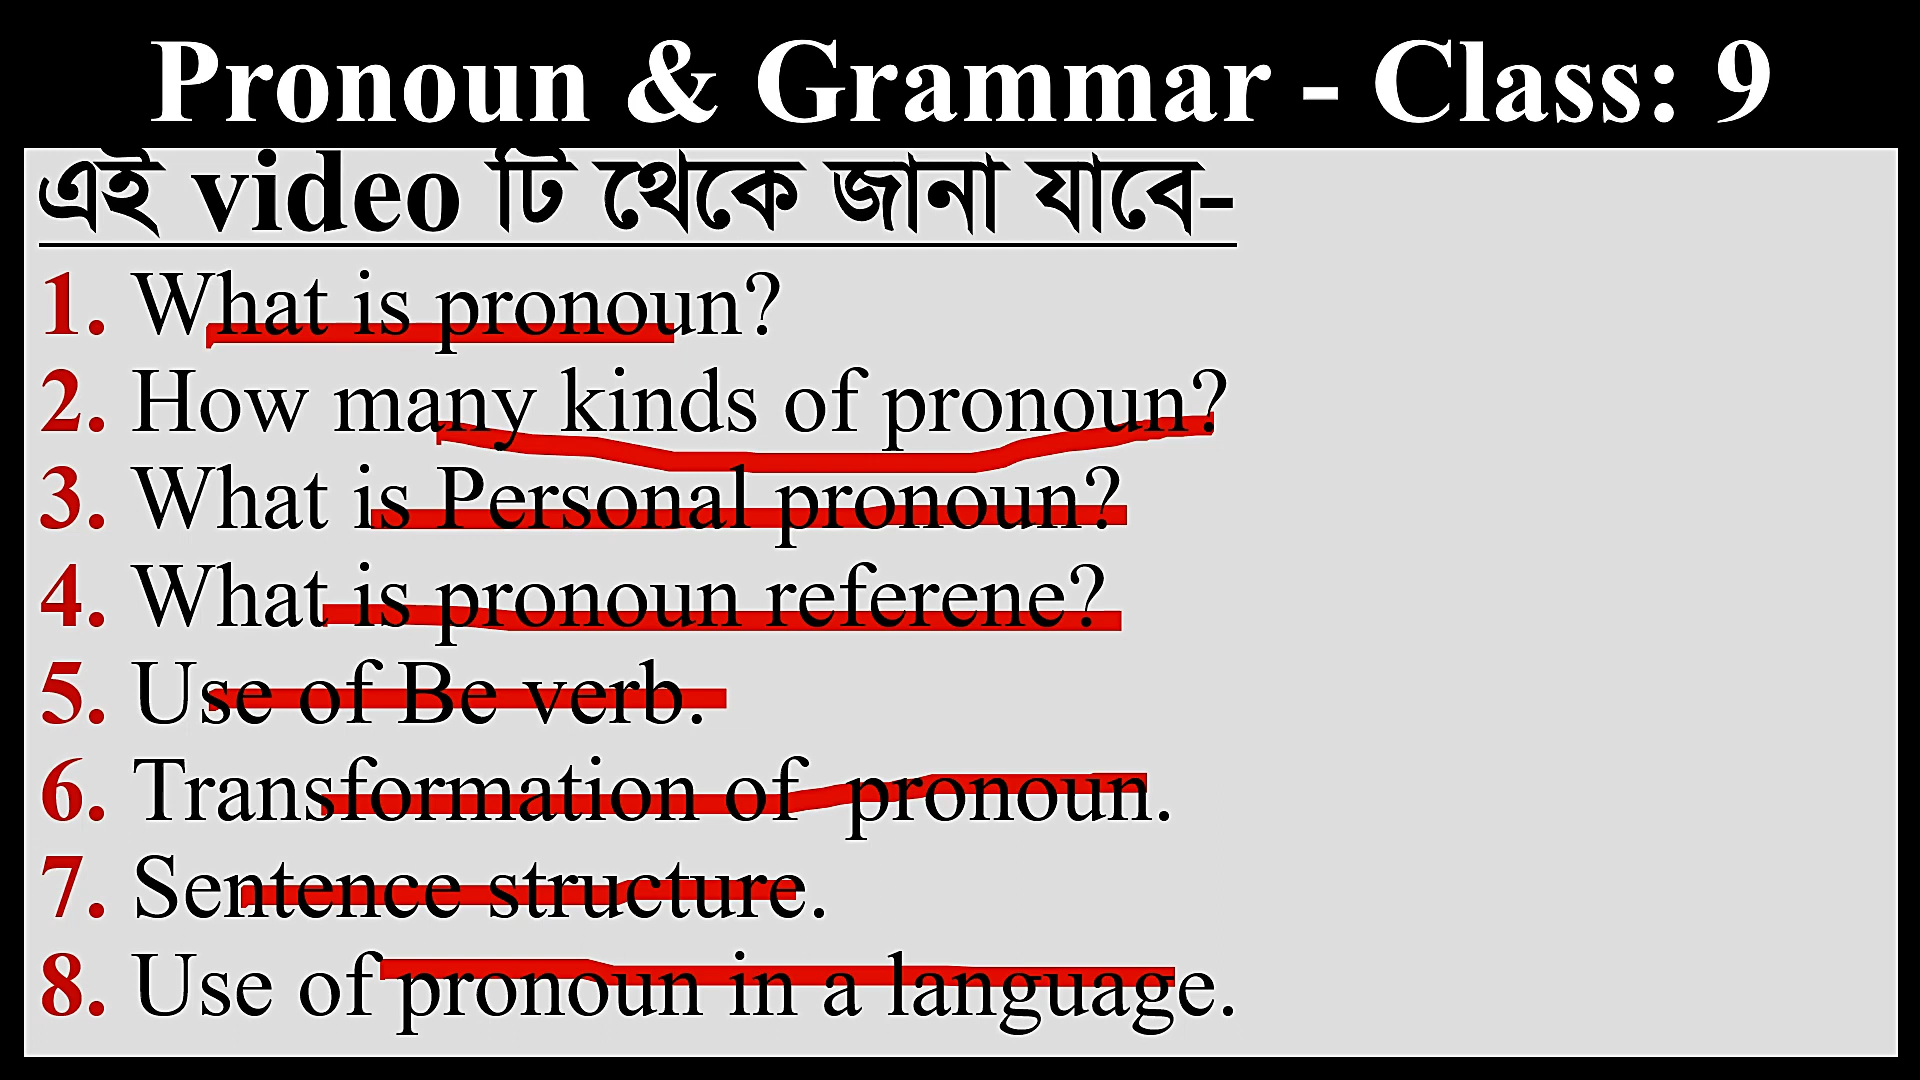 Pronoun & Grammar - Class: 9
এই video টি থেকে জানা যাবে-
1. What is pronoun?
2. How many kinds of pronoun?
3. What is Personal pronoun?
4. What is pronoun referene?
5. Use of Be verb.
6. Transformation of pronoun.
7. Sentence structure.
8. Use of pronoun in a language.